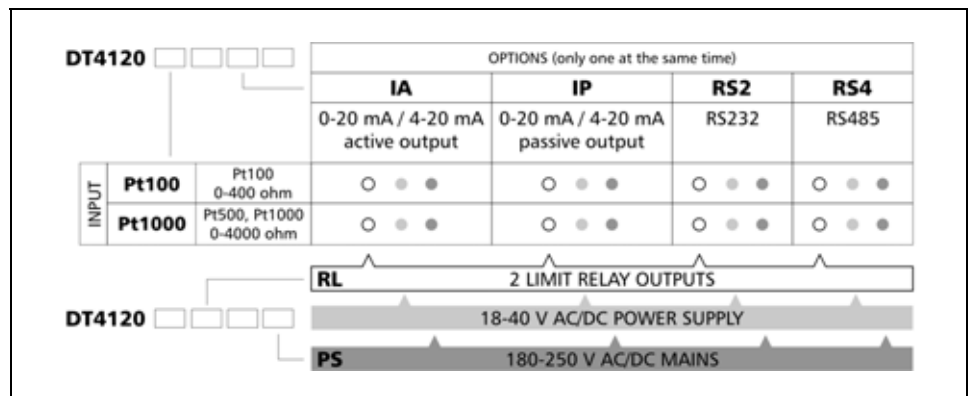 DT4120
OPTIONS (only one at the same time)
IA IP RS2 RS4
0-20 mA / 4-20 mA 0-20 mA / 4-20 mA RS232 RS485
active output passive output
INPUT
Pt100 Pt100
0-400 ohm
Pt1000 Pt500, Pt1000
0-4000 ohm
RL 2 LIMIT RELAY OUTPUTS
DT4120 18-40 V AC/DC POWER SUPPLY
PS 180-250 V AC/DC MAINS